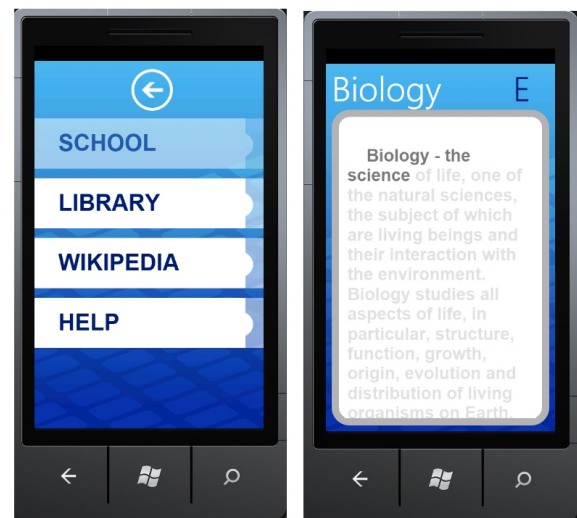 SCHOOL
LIBRARY
WIKIPEDIA
HELP
Biology E
Biology - the
science of life, one of
the natural sciences,
the subject of which
are living beings and
their interaction with
the environment.
Biology studies all
aspects of life, in
particular, structure,
function, growth,
origin, evolution and
distribution of living
organisms on Earth.